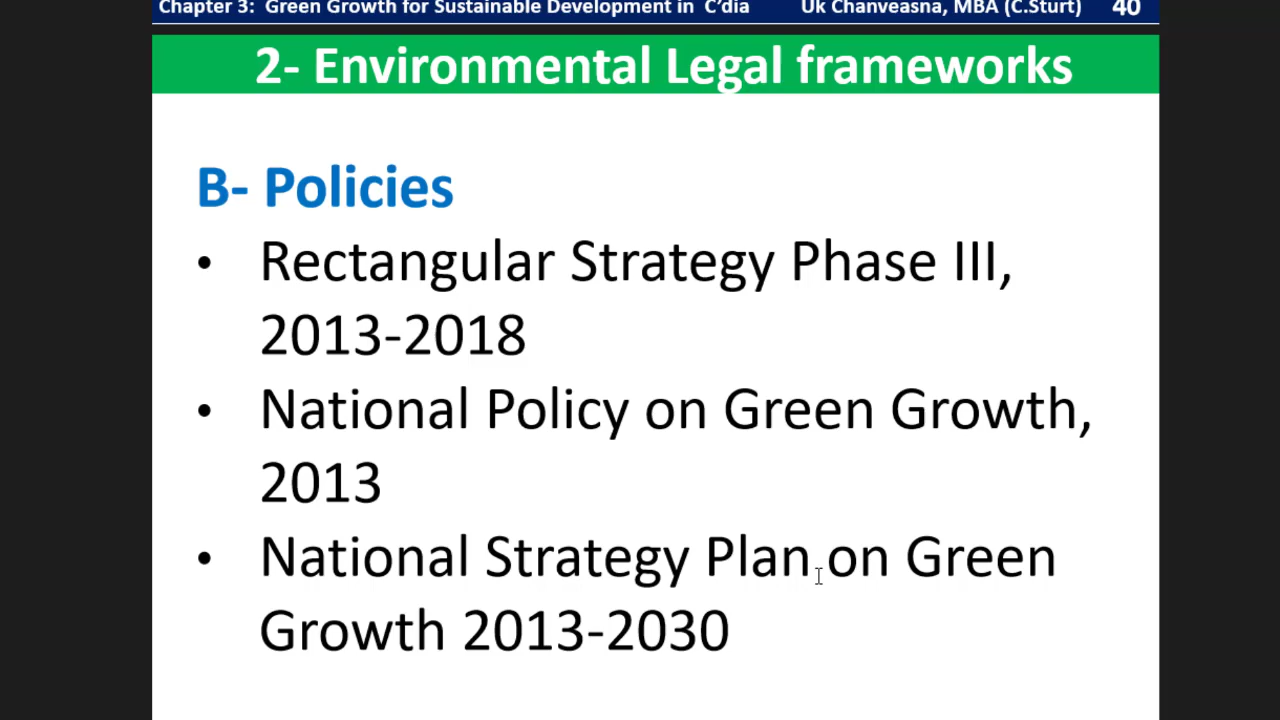 Chapter 3: Green Growth for Sustainable Development in C'dia Uk Chanveasna, MBA (C.Sturt) 40
2- Environmental Legal frameworks
B- Policies
• Rectangular Strategy Phase III,
2013-2018
• National Policy on Green Growth,
2013
• National Strategy Plan on Green
Growth 2013-2030